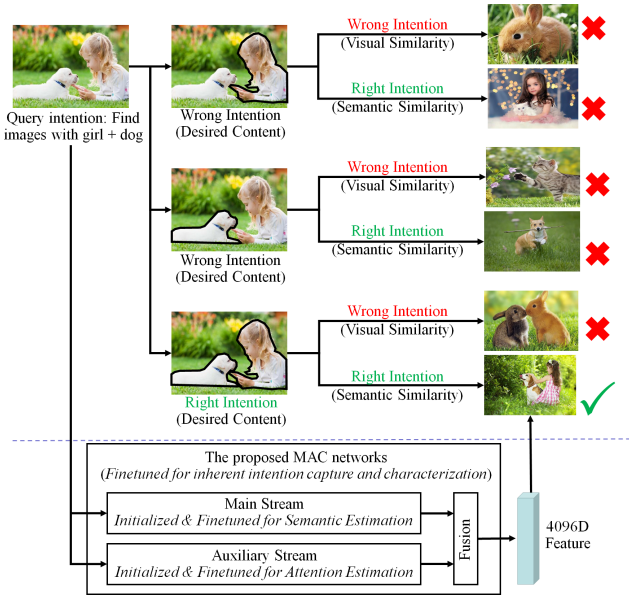 Query intention: Find
images with girl + dog
Wrong Intention
(Desired Content)
Wrong Intention
(Visual Similarity)
Right Intention
(Semantic Similarity)
Wrong Intention
(Desired Content)
Wrong Intention
(Visual Similarity)
Right Intention
(Semantic Similarity)
Right Intention
(Desired Content)
Wrong Intention
(Visual Similarity)
Right Intention
(Semantic Similarity)
The proposed MAC networks
(Finetuned for inherent intention capture and characterization)
Main Stream
Initialized & Finetuned for Semantic Estimation
Auxiliary Stream
Initialized & Finetuned for Attention Estimation
Fusion
4096D
Feature